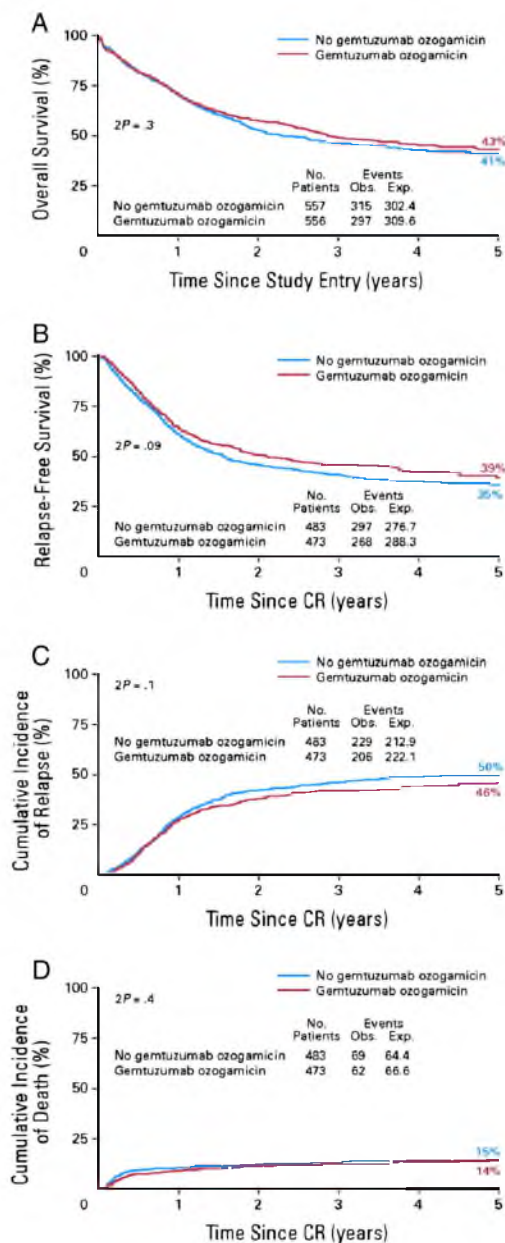 A
Overall Survival (%)
100
75
50
25
0
No gemtuzumab ozogamicin
Gemtuzumab ozogamicin
2P = .3
43%
41%
No. Events
Patients Obs. Exp.
No gemtuzumab ozogamicin 557 315 302.4
Gemtuzumab ozogamicin 556 297 309.6
1 2 3 4 5
Time Since Study Entry (years)
B
Relapse-Free Survival (%)
100
75
50
25
0
No gemtuzumab ozogamicin
Gemtuzumab ozogamicin
2P = .09
39%
35%
No. Events
Patients Obs. Exp.
No gemtuzumab ozogamicin 483 297 276.7
Gemtuzumab ozogamicin 473 268 288.3
1 2 3 4 5
Time Since CR (years)
C
Cumulative Incidence
of Relapse (%)
100
75
50
25
0
No gemtuzumab ozogamicin
Gemtuzumab ozogamicin
2P = .1
No. Events
Patients Obs. Exp.
No gemtuzumab ozogamicin 483 229 212.9
Gemtuzumab ozogamicin 473 206 222.1
50%
46%
1 2 3 4 5
Time Since CR (years)
D
Cumulative Incidence
of Death (%)
100
75
50
25
0
No gemtuzumab ozogamicin
Gemtuzumab ozogamicin
2P = .4
No. Events
Patients Obs. Exp.
No gemtuzumab ozogamicin 483 69 64.4
Gemtuzumab ozogamicin 473 62 66.6
15%
14%
1 2 3 4 5
Time Since CR (years)